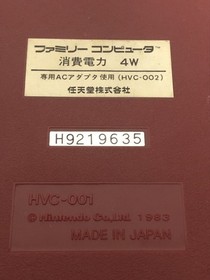 ファミリー コンピュータ™
消費電力 4W
専用ACアダプタ使用(HVC-002)
任天堂株式会社
H9219635
HVC-001
©Nintendo Co.,Ltd. 1983
MADE IN JAPAN